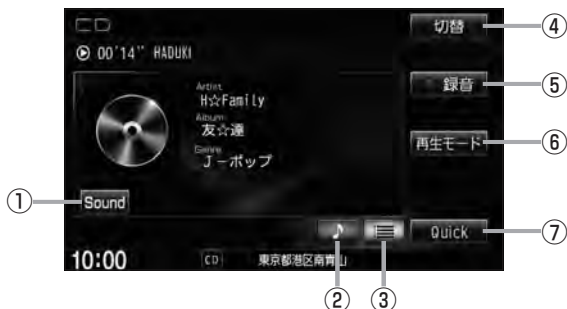 CD
00'14" HADUKI
Artist
H☆Family
Album
友☆達
Genre
J-ポップ
Sound
10:00
CD
東京都港区南青山
切替
録音
再生モード
Quick
①
②
③
④
⑤
⑥
⑦